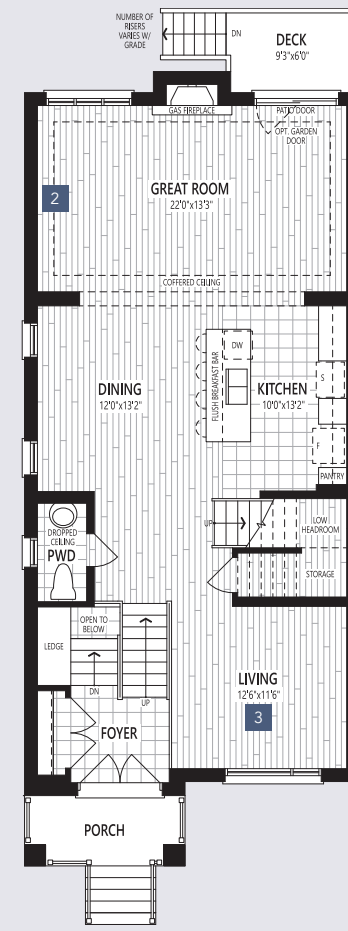 NUMBER OF
RISERS
VARIES W/
GRADE
DN
DECK
9'3"x6'0"
GAS FIREPLACE
PATIO DOOR
OPT. GARDEN
DOOR
2
GREAT ROOM
22'0"x13'3"
COFFERED CEILING
DW
FLUSH BREAKFAST BAR
DINING
12'0"x13'2"
KITCHEN
10'0"x13'2"
S
F
PANTRY
DROPPED
CEILING
PWD
UP
LOW
HEADROOM
STORAGE
OPEN TO
BELOW
LEDGE
DN
UP
LIVING
12'6"x11'6"
3
FOYER
PORCH